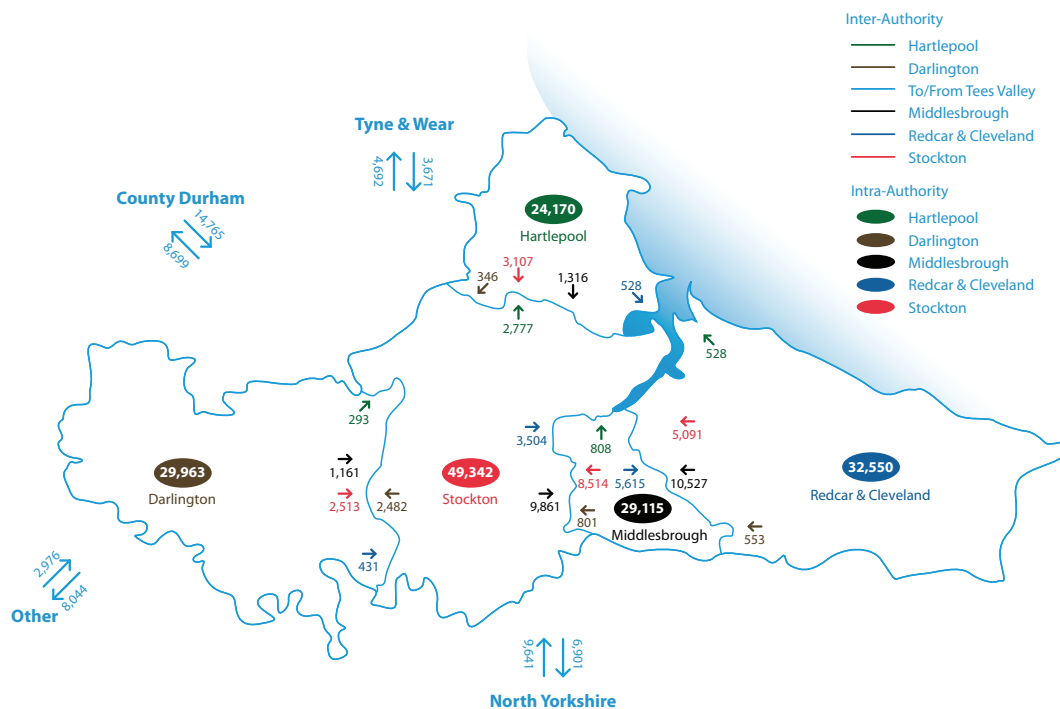 Inter-Authority
Hartlepool
Darlington
To/From Tees Valley
Middlesbrough
Redcar & Cleveland
Stockton
Intra-Authority
Hartlepool
Darlington
Middlesbrough
Redcar & Cleveland
Stockton
Tyne & Wear
4,692
3,671
County Durham
14,765
8,699
24,170
Hartlepool
346
3,107
1,316
528
2,777
528
293
3,504
808
5,091
1,161
2,513
2,482
29,963
Darlington
49,342
Stockton
9,861
8,514
5,615
10,527
32,550
Redcar & Cleveland
29,115
Middlesbrough
801
553
431
2,976
8,044
Other
9,641
6,901
North Yorkshire